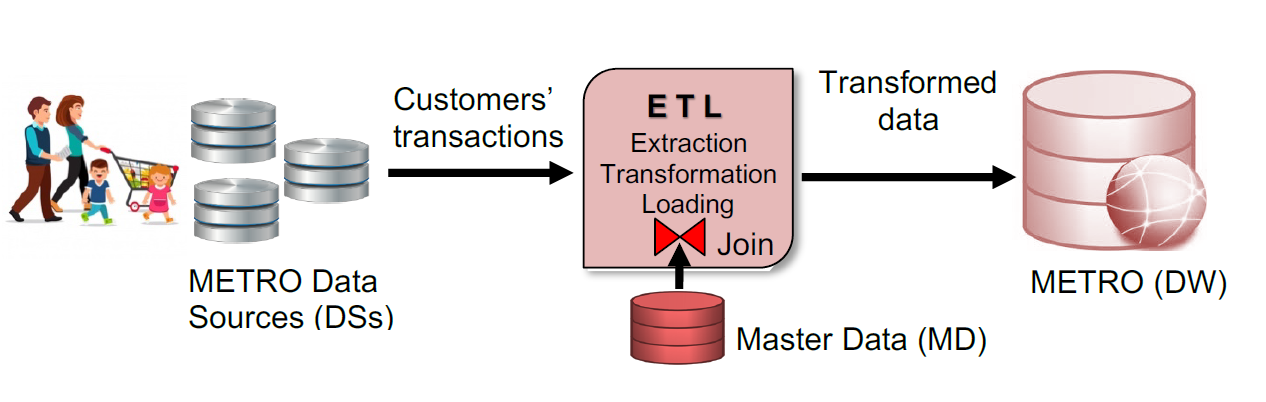 Customers’
transactions
E T L
Extraction
Transformation
Loading
Join
Transformed
data
METRO Data
Sources (DSs)
Master Data (MD)
METRO (DW)